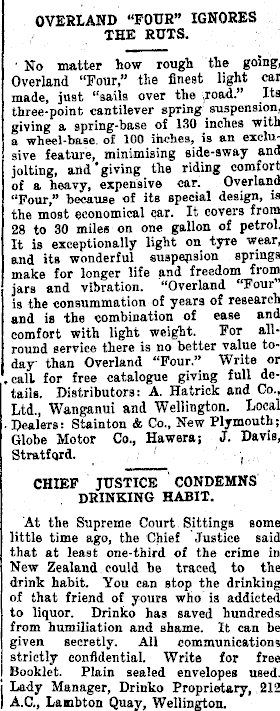 OVERLAND "FOUR" IGNORES
THE RUTS.
No matter how rough the going,
Overland "Four," the finest light car
made, just "sails over the road." Its
three-point cantilever spring suspension,
giving a spring-base of 130 inches with
a wheel-base of 100 inches, is an exclu-
sive feature, minimising side-sway and
jolting, and giving the riding comfort
of a heavy, expensive car. Overland
"Four," because of its special design, is
the most economical car. It covers from
28 to 30 miles on one gallon of petrol.
It is exceptionally light on tyre wear,
and its wonderful suspension springs
make for longer life and freedom from
jars and vibration. "Overland Four"
is the consummation of years of research
and is the combination of ease and
comfort with light weight. For all-
round service there is no better value to-
day than Overland "Four." Write or
call for free catalogue giving full de-
tails. Distributors: A. Hatrick and Co.,
Ltd., Wanganui and Wellington. Local
Dealers: Stainton & Co., New Plymouth;
Globe Motor Co., Hawera; J. Davis,
Stratford.
CHIEF JUSTICE CONDEMNS
DRINKING HABIT.
At the Supreme Court Sittings some
little time ago, the Chief Justice said
that at least one-third of the crime in
New Zealand could be traced to the
drink habit. You can stop the drinking
of that friend of yours who is addicted
to liquor. Drinko has saved hundreds
from humiliation and shame. It can be
given secretly. All communications
strictly confidential. Write for free
Booklet. Plain sealed envelopes used.
Lady Manager, Drinko Proprietary, 212
A.C., Lambton Quay, Wellington.